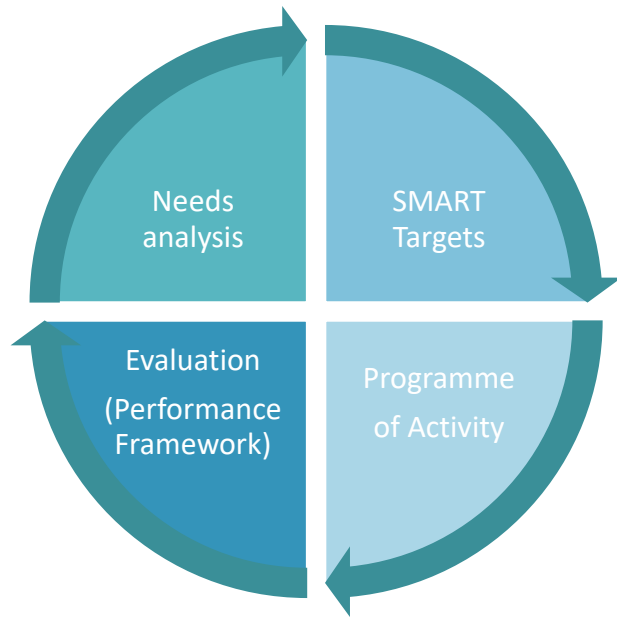 Needs
analysis
SMART
Targets
Programme
of Activity
Evaluation
(Performance
Framework)